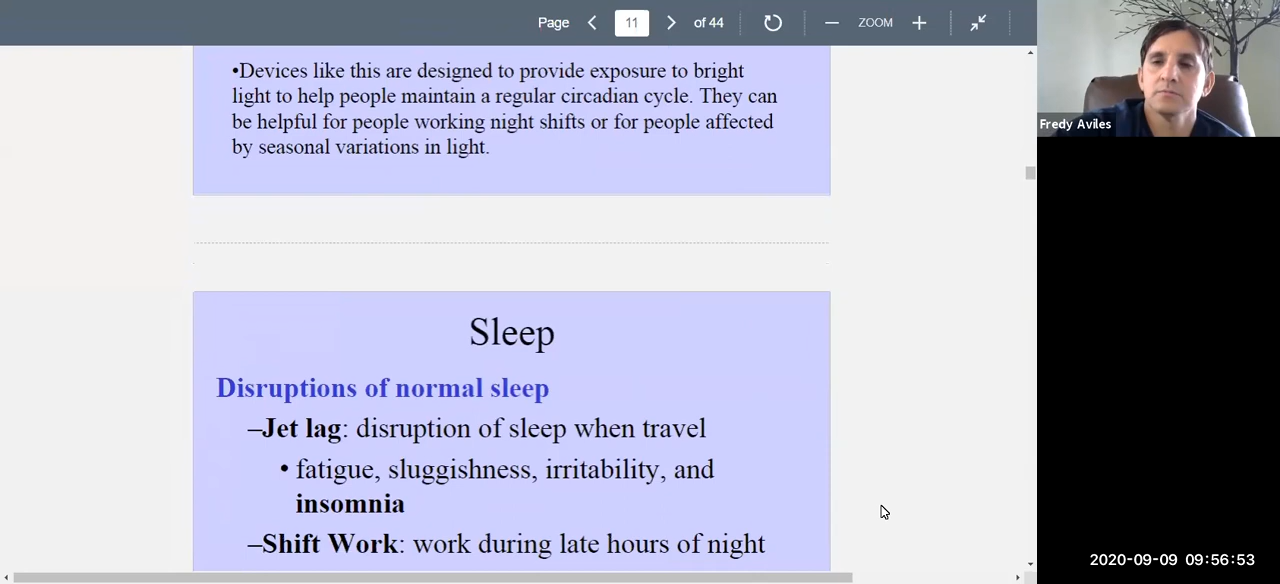 Page 11 of 44 ZOOM
•Devices like this are designed to provide exposure to bright
light to help people maintain a regular circadian cycle. They can
be helpful for people working night shifts or for people affected
by seasonal variations in light.
Fredy Aviles
Sleep
Disruptions of normal sleep
–Jet lag: disruption of sleep when travel
• fatigue, sluggishness, irritability, and
insomnia
–Shift Work: work during late hours of night
2020-09-09 09:56:53